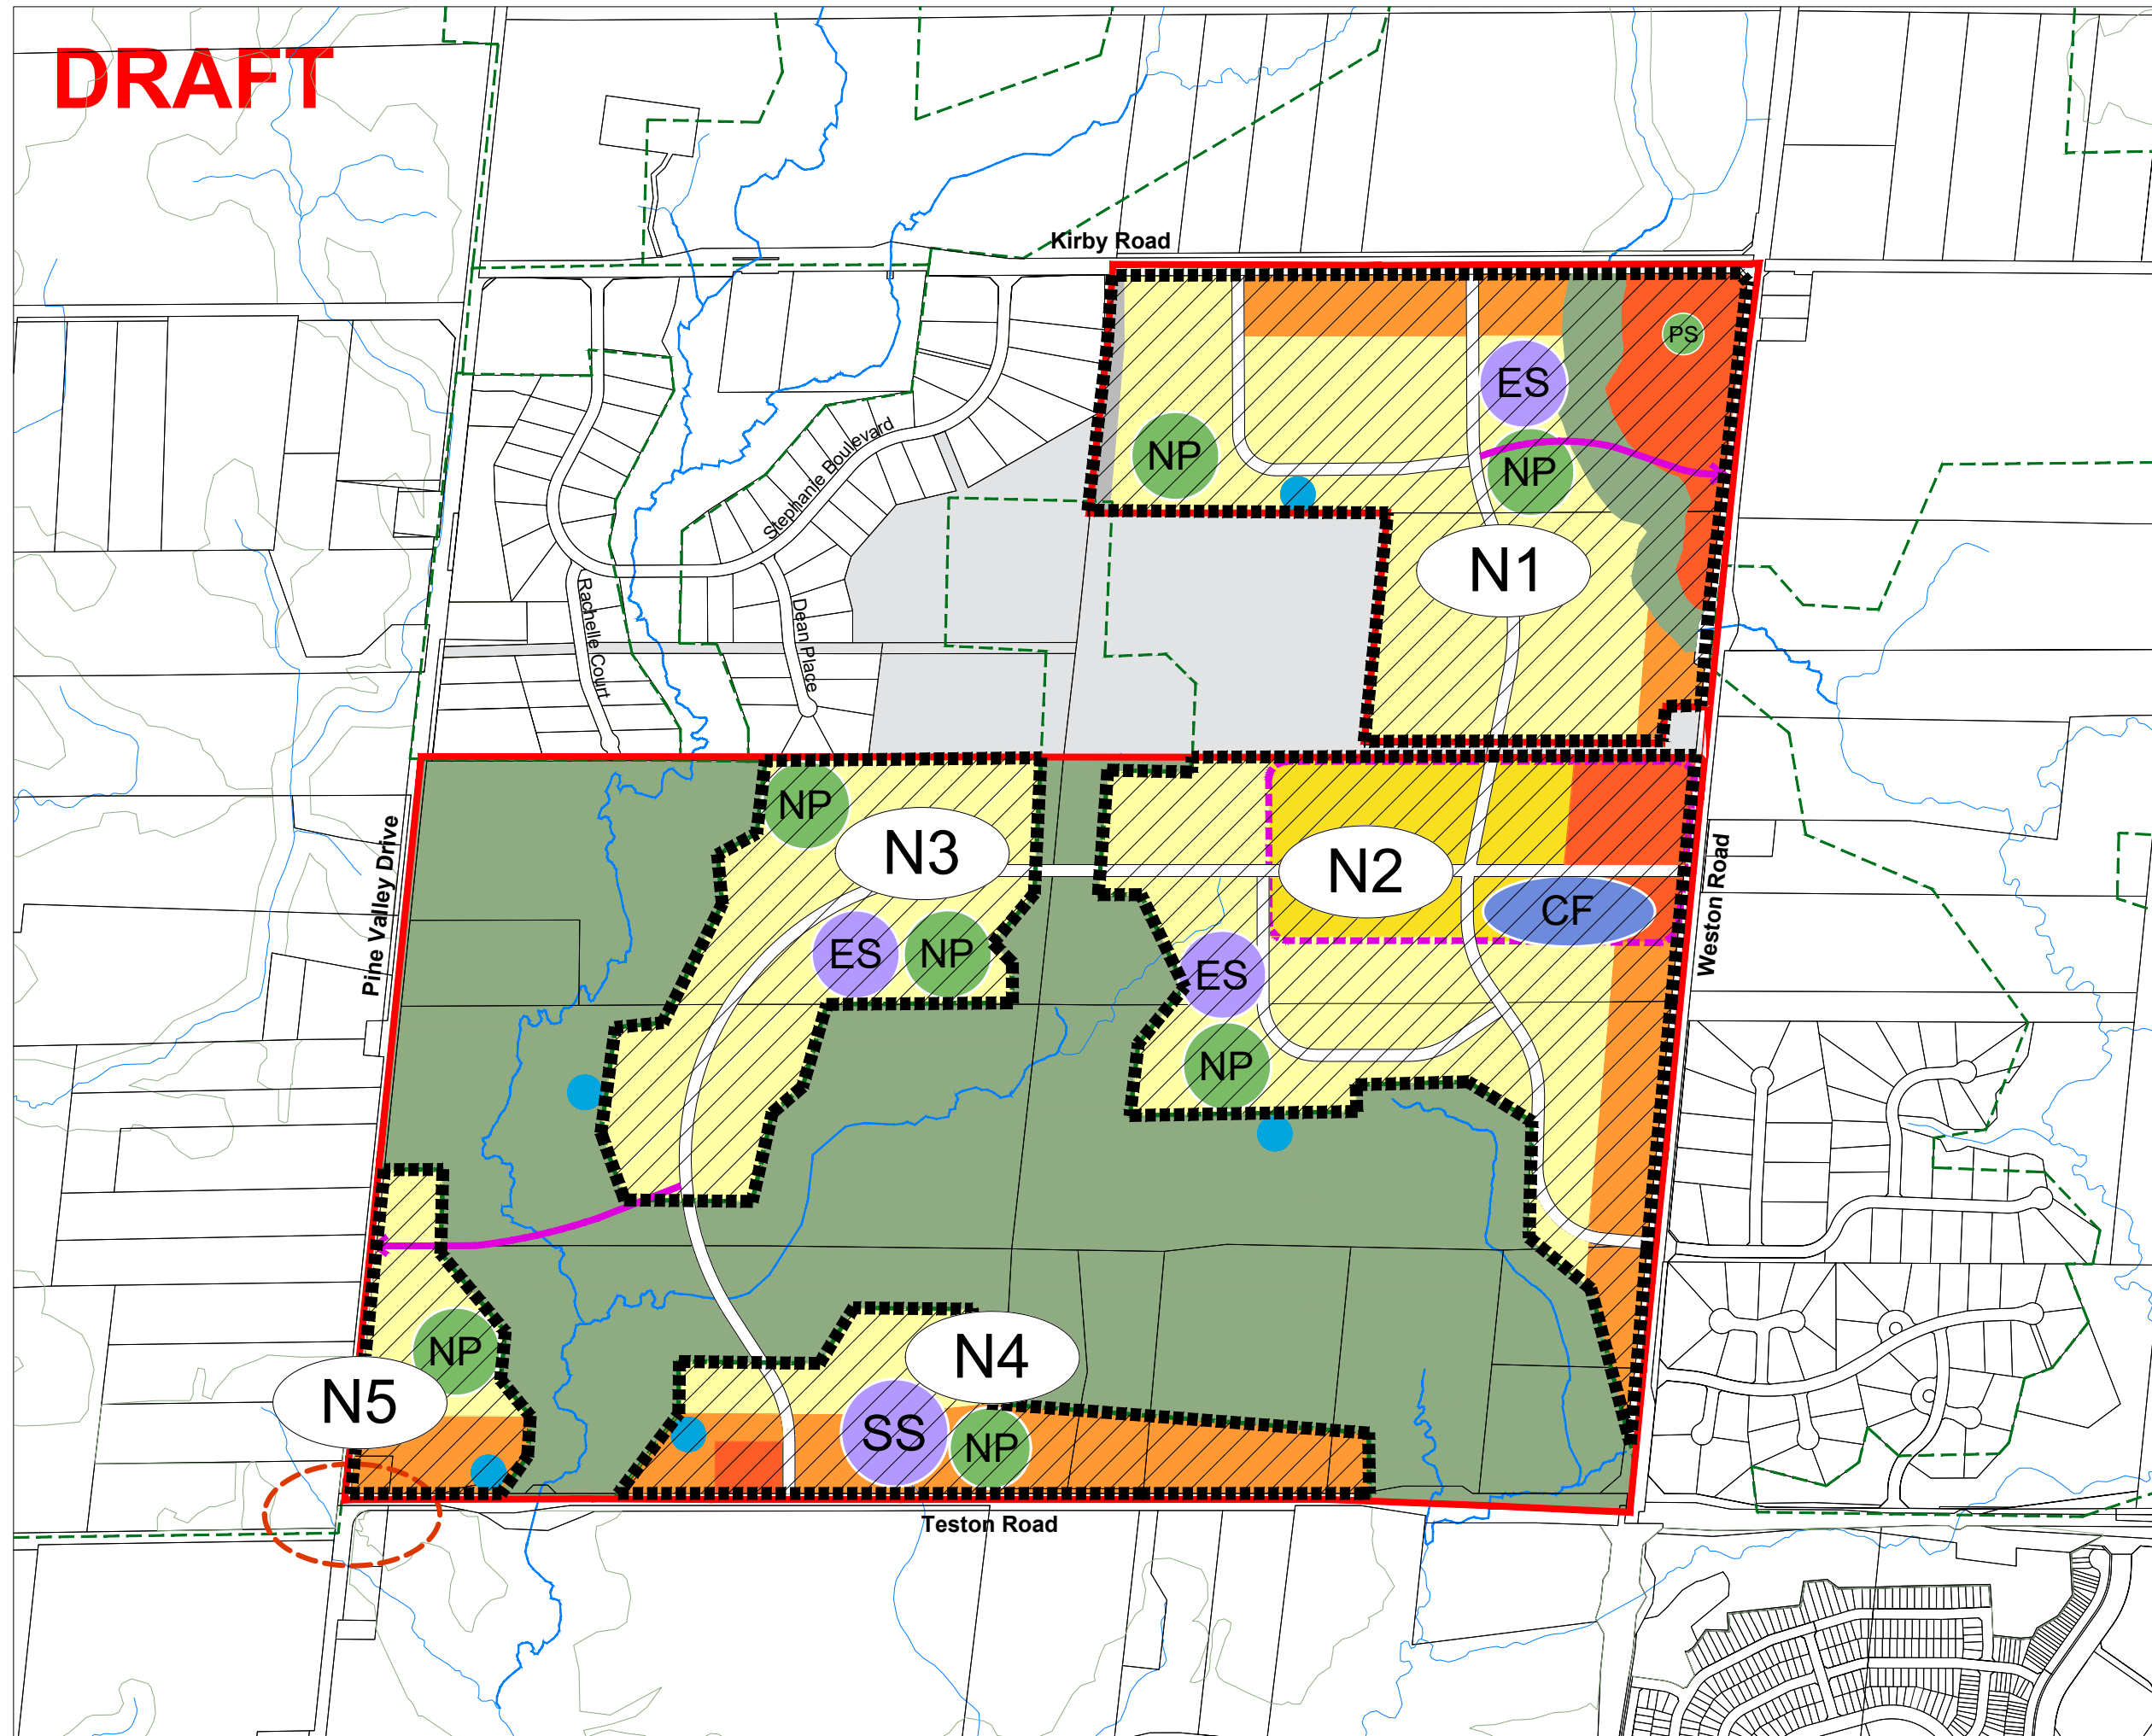 DRAFT
Kirby Road
PS
ES
NP
NP
Stephanie Boulevard
N1
Rachelle Court
Dean Place
NP
N3
N2
Pine Valley Drive
Weston Road
CF
ES
NP
ES
NP
NP
N4
N5
SS
NP
Teston Road